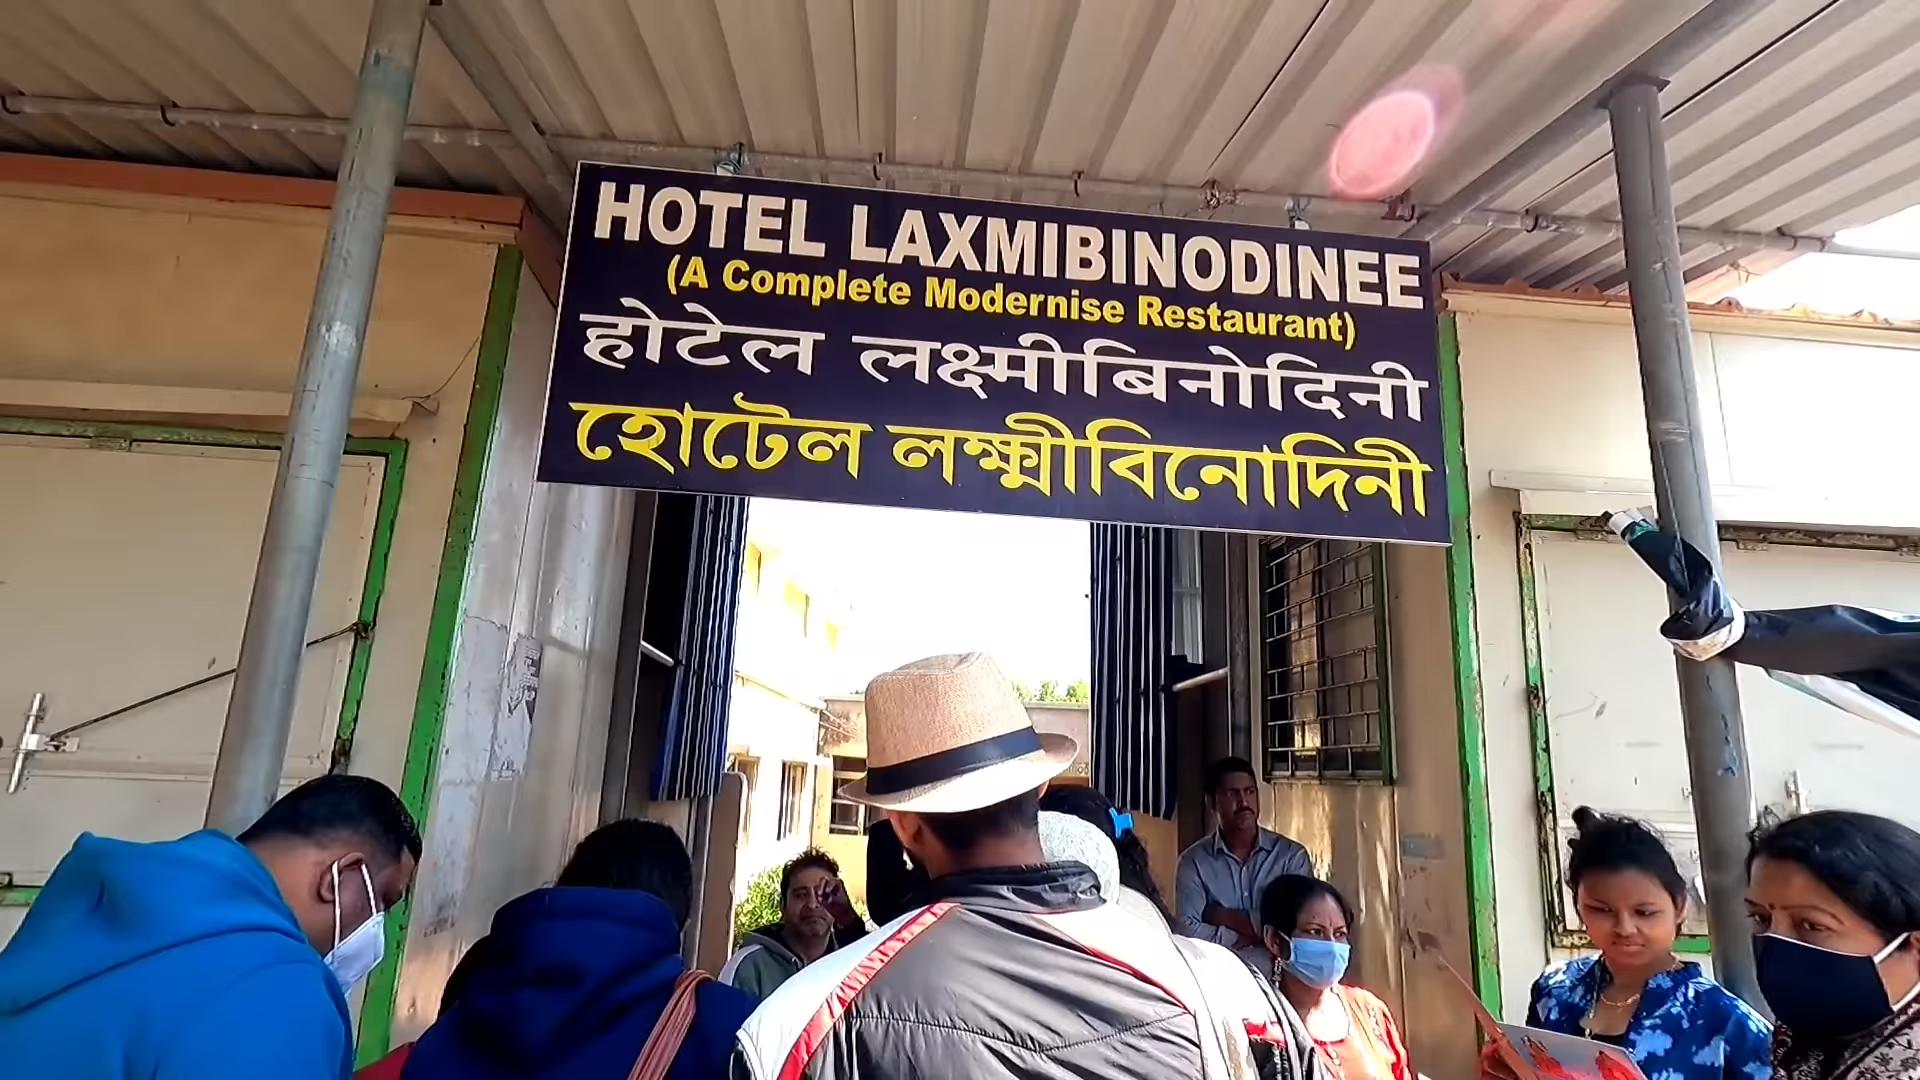 HOTEL LAXMIBINODINEE
(A Complete Modernise Restaurant)
होटेल लक्ष्मीबिनोदिनी
হোটেল লক্ষ্মীবিনোদিনী